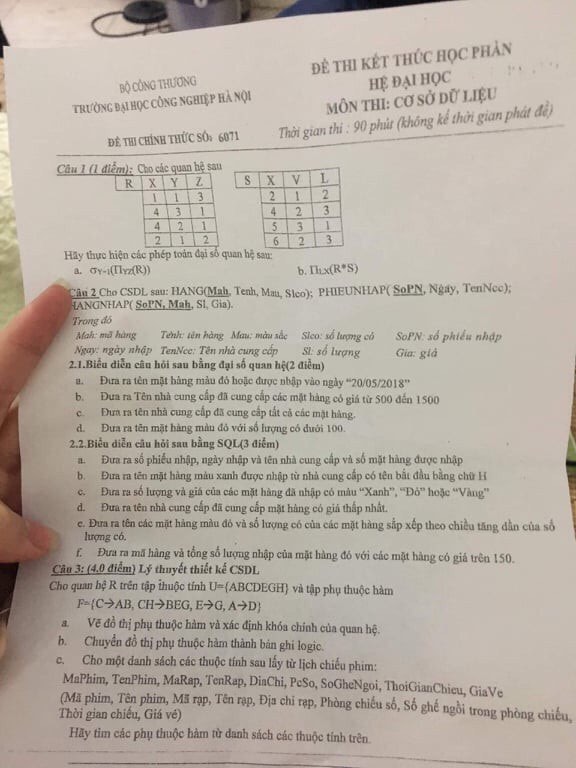 BỘ CÔNG THƯƠNG
TRƯỜNG ĐẠI HỌC CÔNG NGHIỆP HÀ NỘI
ĐỀ THI CHÍNH THỨC SỐ: 6071
ĐỀ THI KẾT THÚC HỌC PHẦN
HỆ ĐẠI HỌC
MÔN THI: CƠ SỞ DỮ LIỆU
Thời gian thi : 90 phút (không kể thời gian phát đề)
Câu 1 (1 điểm): Cho các quan hệ sau
R X Y Z
1 1 3
4 3 1
4 2 1
2 1 2
S X V L
2 1 2
4 2 3
5 3 1
6 2 3
Hãy thực hiện các phép toán đại số quan hệ sau:
a. σY=1(ΠYZ(R))
b. ΠLX(R*S)
Câu 2 Cho CSDL sau: HANG(Mah, Tenh, Mau, Slco); PHIEUNHAP( SoPN, Ngày, TenNcc);
HANGNHAP( SoPN, Mah, Sl, Gia).
Trong đó
Mah: mã hàng Tenh: tên hàng Mau: màu sắc Slco: số lượng có SoPN: số phiếu nhập
Ngay: ngày nhập TenNcc: Tên nhà cung cấp Sl: số lượng Gia: giá
2.1.Biểu diễn câu hỏi sau bằng đại số quan hệ(2 điểm)
a. Đưa ra tên mặt hàng màu đỏ hoặc được nhập vào ngày “20/05/2018”
b. Đưa ra Tên nhà cung cấp đã cung cấp các mặt hàng có giá từ 500 đến 1500
c. Đưa ra tên nhà cung cấp đã cung cấp tất cả các mặt hàng.
d. Đưa ra tên mặt hàng màu đỏ với số lượng có dưới 100.
2.2.Biểu diễn câu hỏi sau bằng SQL(3 điểm)
a. Đưa ra số phiếu nhập, ngày nhập và tên nhà cung cấp và số mặt hàng được nhập
b. Đưa ra tên mặt hàng màu xanh được nhập từ nhà cung cấp có tên bắt đầu bằng chữ H
c. Đưa ra số lượng và giá của các mặt hàng đã nhập có màu “Xanh”, “Đỏ” hoặc “Vàng”
d. Đưa ra tên nhà cung cấp đã cung cấp mặt hàng có giá thấp nhất.
e. Đưa ra tên các mặt hàng màu đỏ và số lượng có của các mặt hàng sắp xếp theo chiều tăng dần của số
lượng có.
f. Đưa ra mã hàng và tổng số lượng nhập của mặt hàng đó với các mặt hàng có giá trên 150.
Câu 3: (4.0 điểm) Lý thuyết thiết kế CSDL
Cho quan hệ R trên tập thuộc tính U={ABCDEGH} và tập phụ thuộc hàm
F={C→AB, CH→BEG, E→G, A→D}
a. Vẽ đồ thị phụ thuộc hàm và xác định khóa chính của quan hệ.
b. Chuyển đồ thị phụ thuộc hàm thành bản ghi logic.
c. Cho một danh sách các thuộc tính sau lấy từ lịch chiếu phim:
MaPhim, TenPhim, MaRap, TenRap, DiaChi, PcSo, SoGheNgoi, ThoiGianChieu, GiaVe
(Mã phim, Tên phim, Mã rạp, Tên rạp, Địa chỉ rạp, Phòng chiếu số, Số ghế ngồi trong phòng chiếu,
Thời gian chiếu, Giá vé)
Hãy tìm các phụ thuộc hàm từ danh sách các thuộc tính trên.